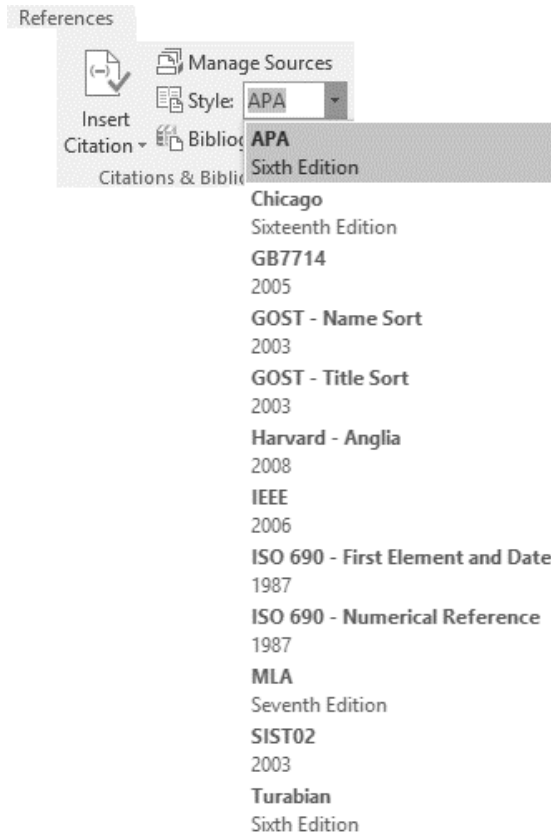 References
Manage Sources
Style: APA
Insert
Citation
APA
Sixth Edition
Chicago
Sixteenth Edition
GB7714
2005
GOST - Name Sort
2003
GOST - Title Sort
2003
Harvard - Anglia
2008
IEEE
2006
ISO 690 - First Element and Date
1987
ISO 690 - Numerical Reference
1987
MLA
Seventh Edition
SIST02
2003
Turabian
Sixth Edition